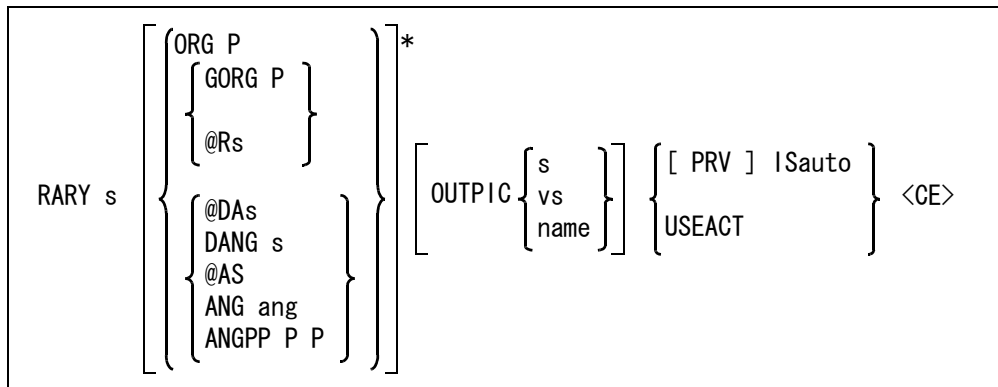 ORG P
*
GORG P
@Rs
RARY s
@DAs
DANG s
@AS
ANG ang
ANGPP P P
OUTPIC
s
vs
name
[ PRV ] ISauto
USEACT
<CE>